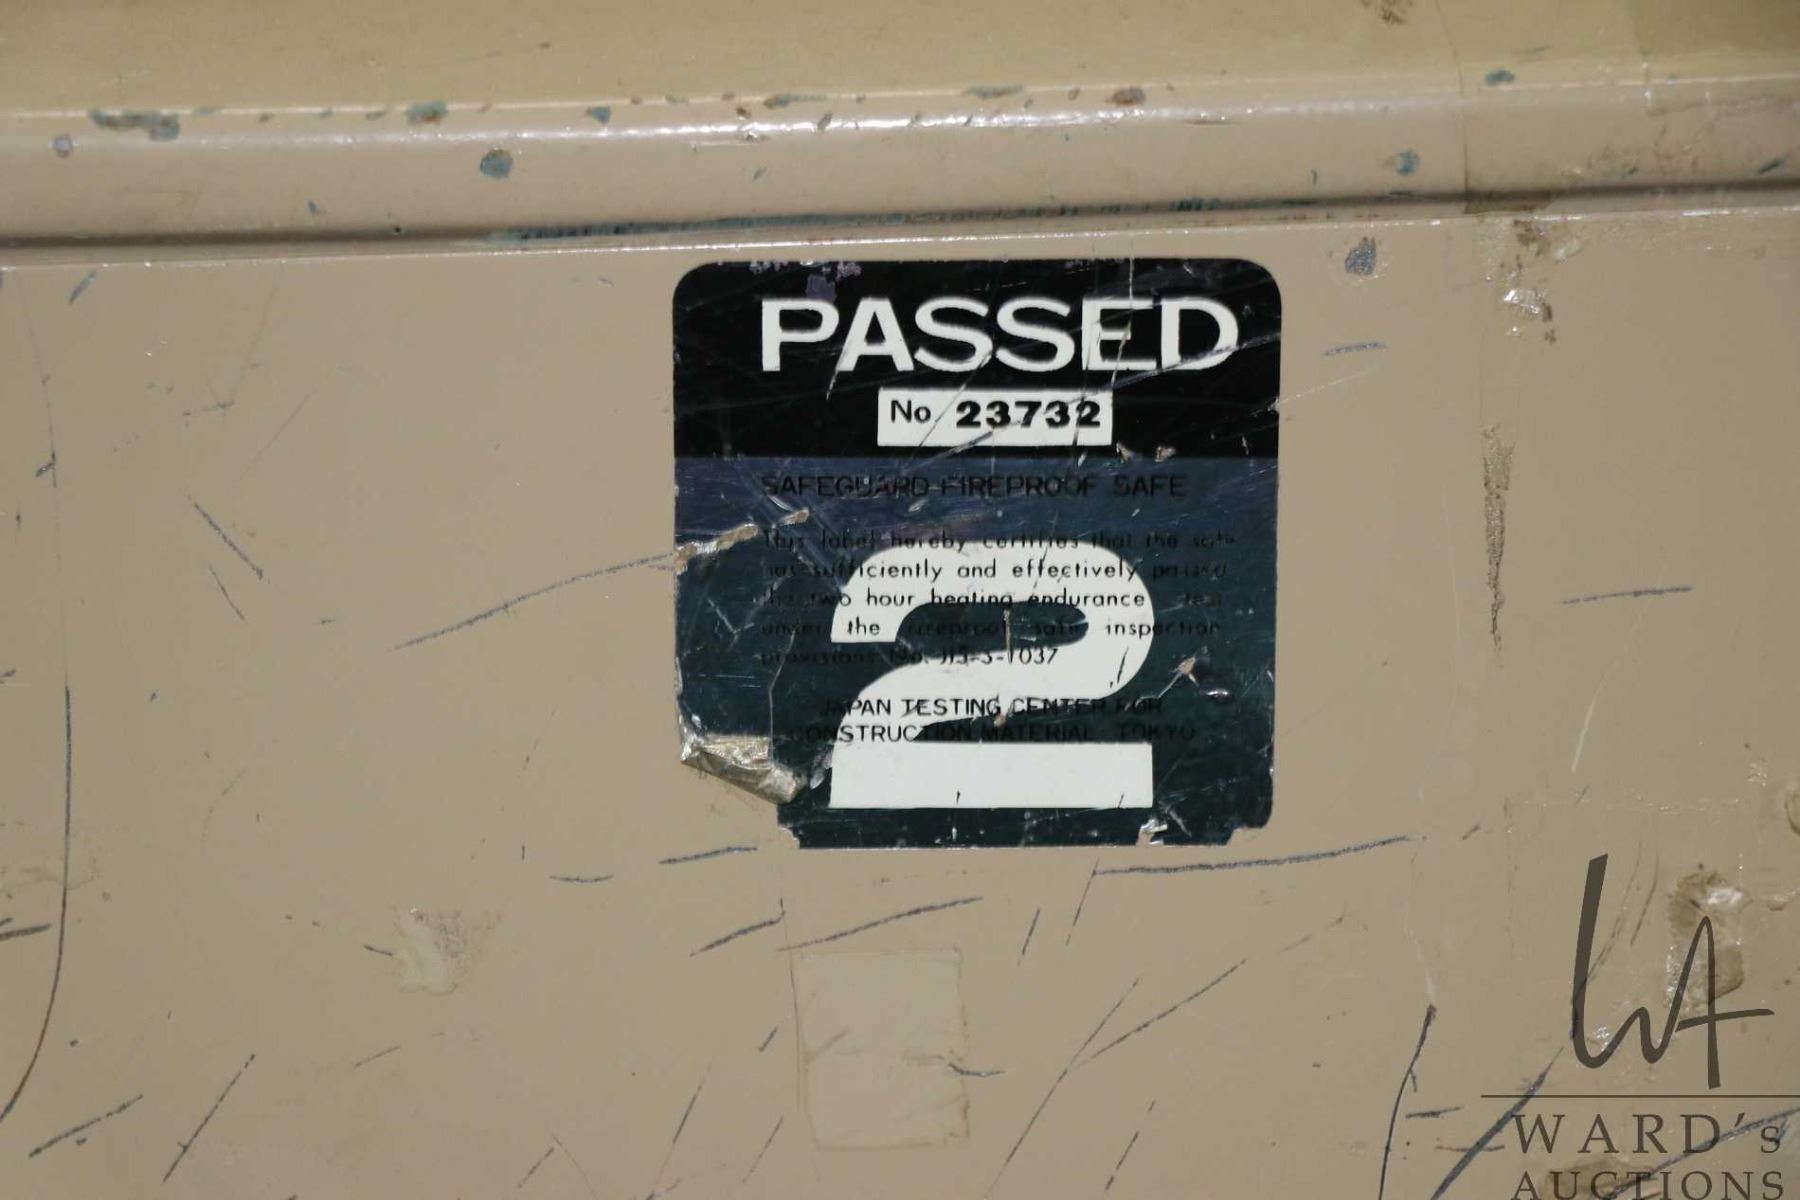 PASSED
No. 23732
SAFEGUARD FIREPROOF SAFE
This label hereby certifies that the safe
has sufficiently and effectively passed
the two hour heating endurance test
under the fireproof safe inspection
provisions No. JIS-S-1037
JAPAN TESTING CENTER FOR
CONSTRUCTION MATERIAL TOKYO
2
WA
WARD's
AUCTIONS